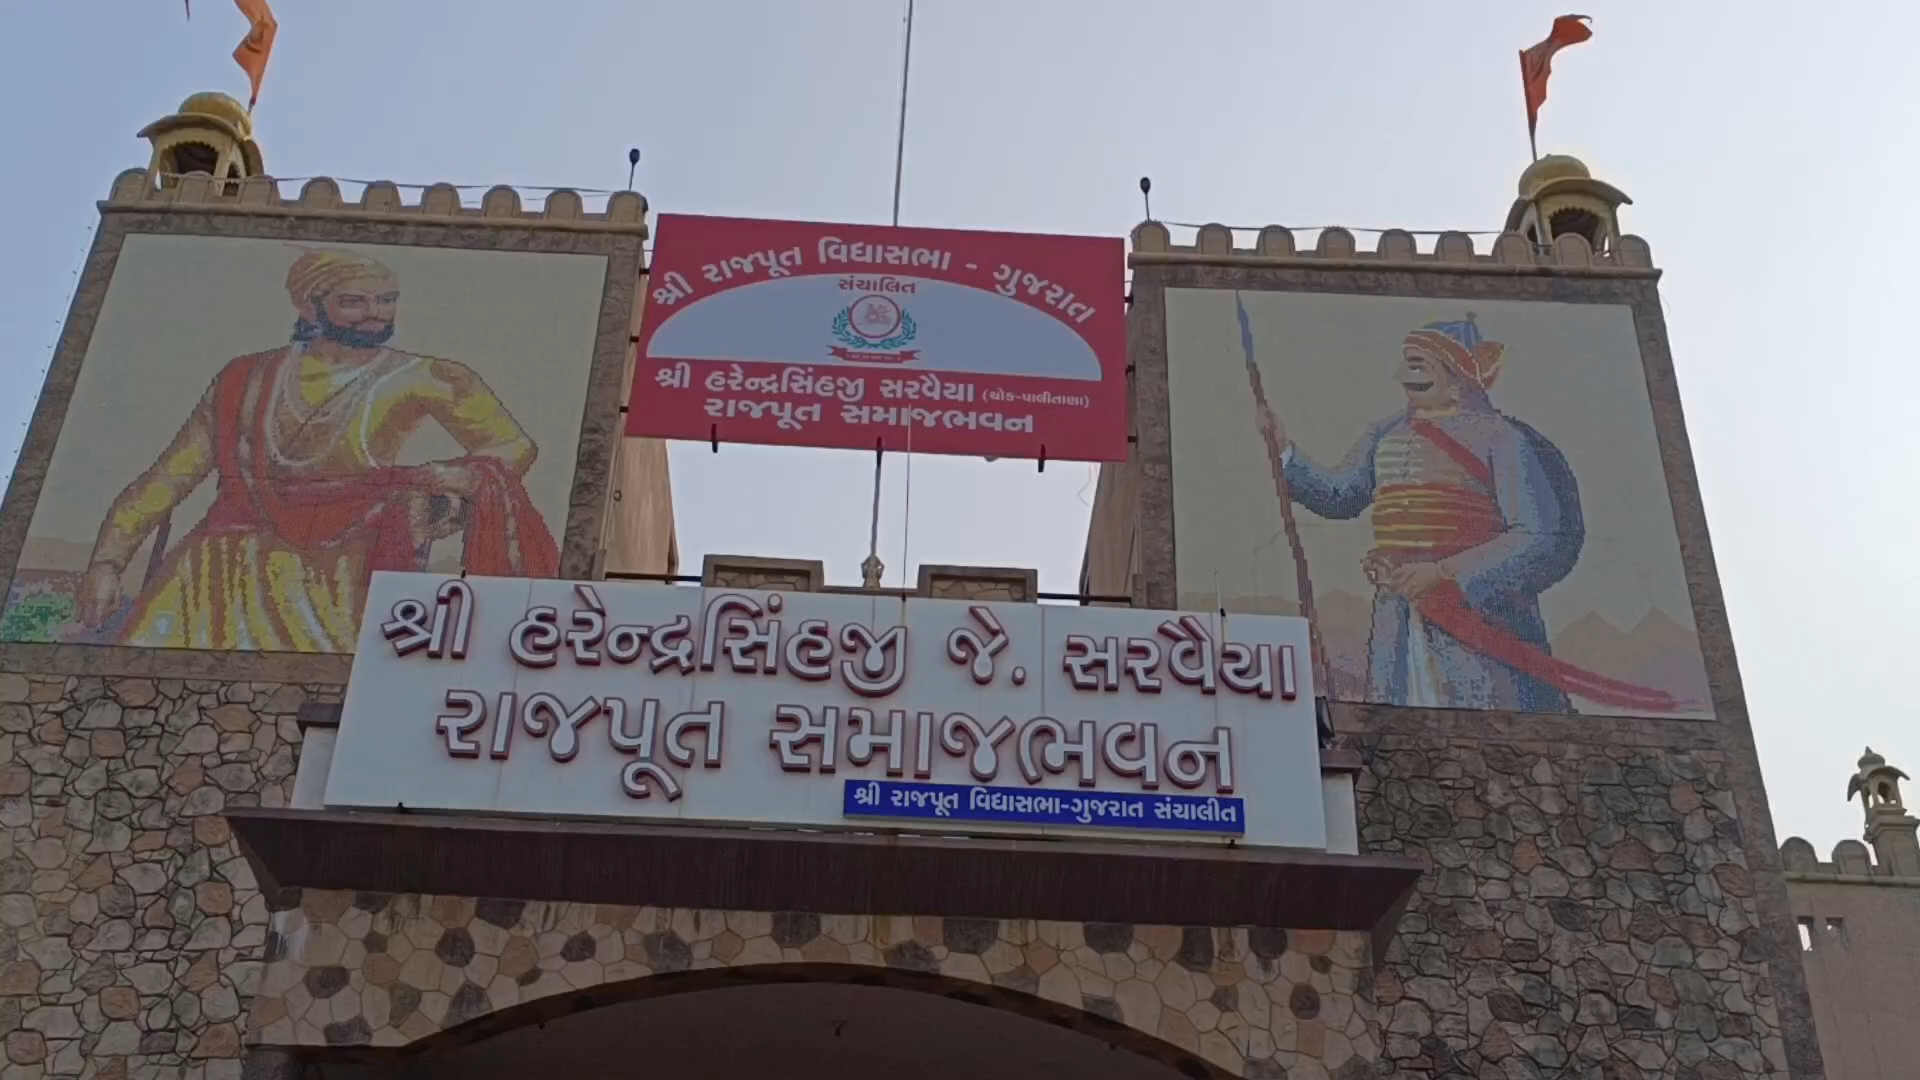 શ્રી રાજપૂત વિધાસભા - ગુજરાત
સંચાલિત
શ્રી હરેન્દ્રસિંહજી સરવૈયા (ચોક-પાલીતાણા)
રાજપૂત સમાજભવન
શ્રી હરેન્દ્રસિંહજી જે. સરવૈયા
રાજપૂત સમાજભવન
શ્રી રાજપૂત વિધાસભા-ગુજરાત સંચાલીત